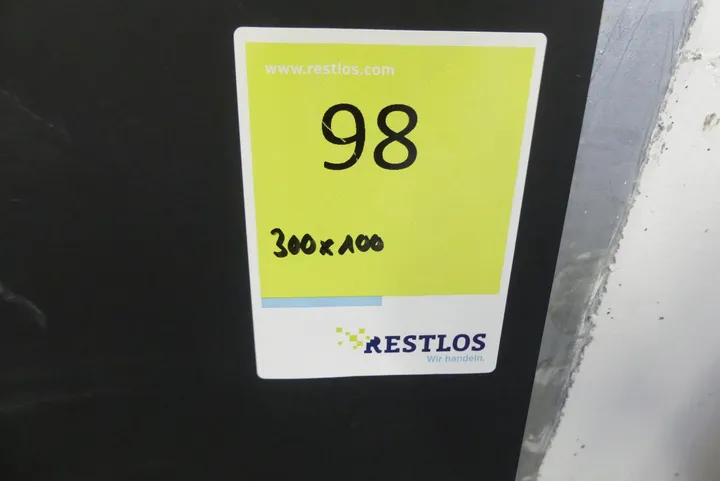 www.restlos.com
98
300x100
RESTLOS
Wir handeln.